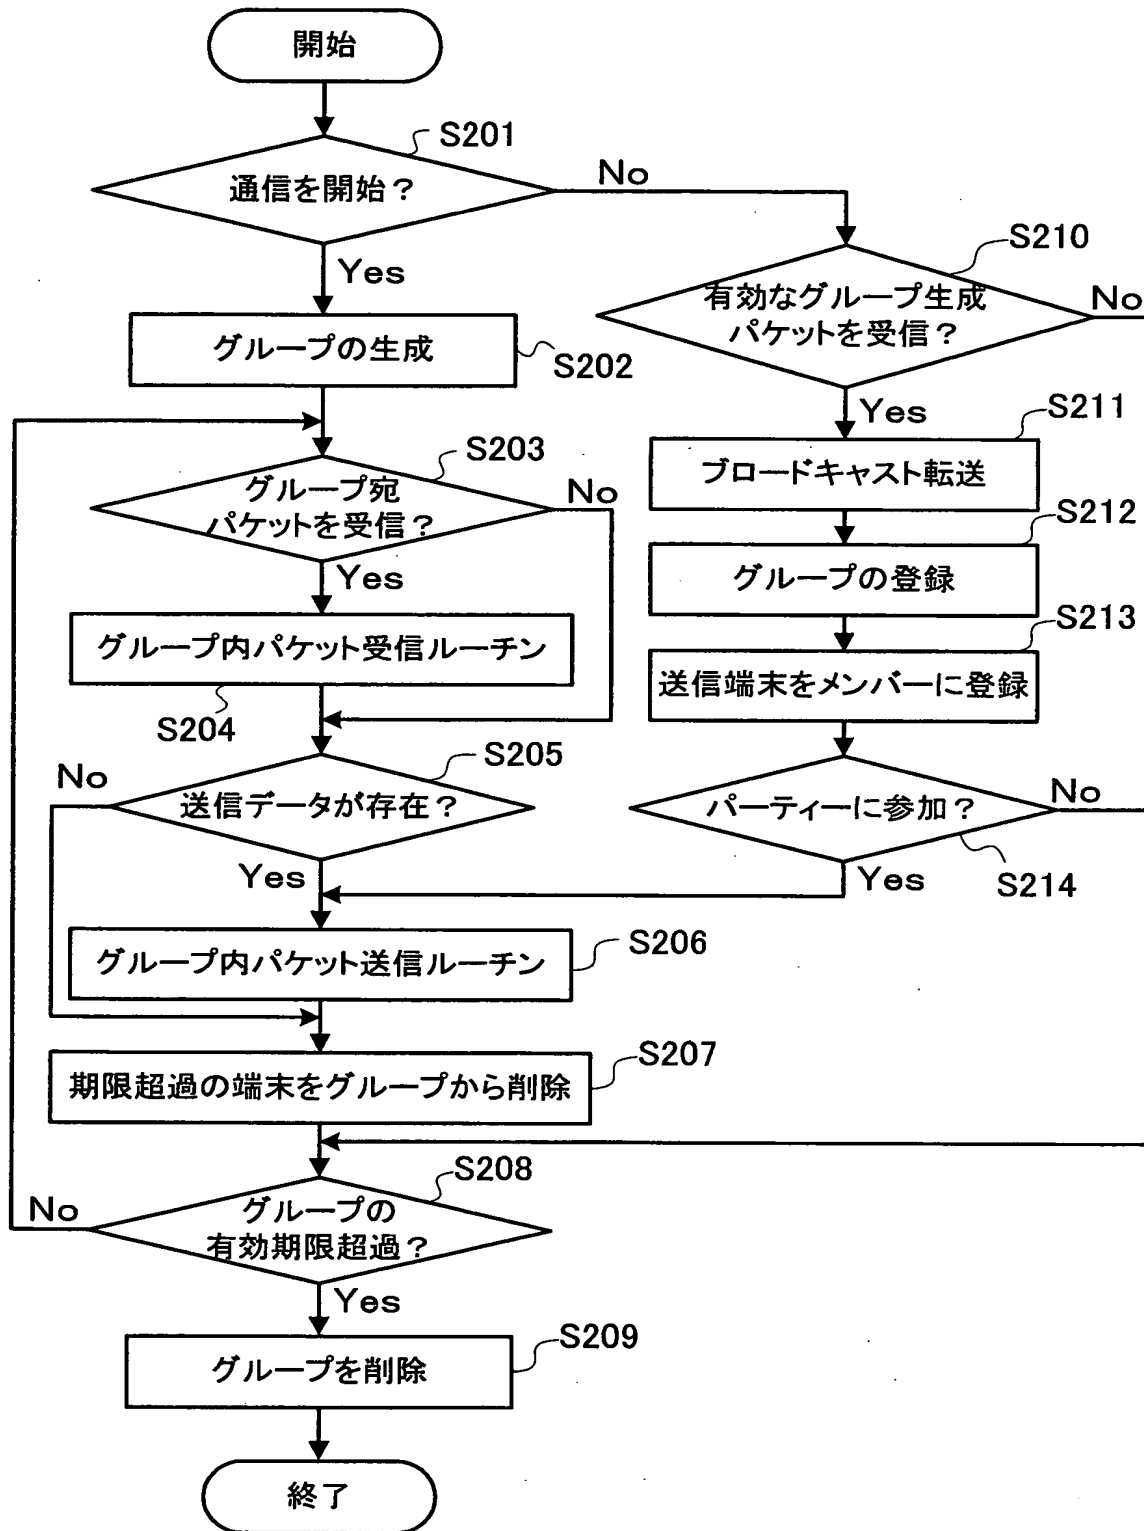 開始
S201
通信を開始？
No
Yes
グループの生成
S202
S203
グループ宛
パケットを受信？
No
Yes
グループ内パケット受信ルーチン
S204
S205
No
送信データが存在？
Yes
グループ内パケット送信ルーチン
S206
期限超過の端末をグループから削除
S207
S208
No
グループの
有効期限超過？
Yes
グループを削除
S209
終了
S210
有効なグループ生成
パケットを受信？
No
Yes
S211
ブロードキャスト転送
S212
グループの登録
S213
送信端末をメンバーに登録
パーティーに参加？
No
Yes
S214